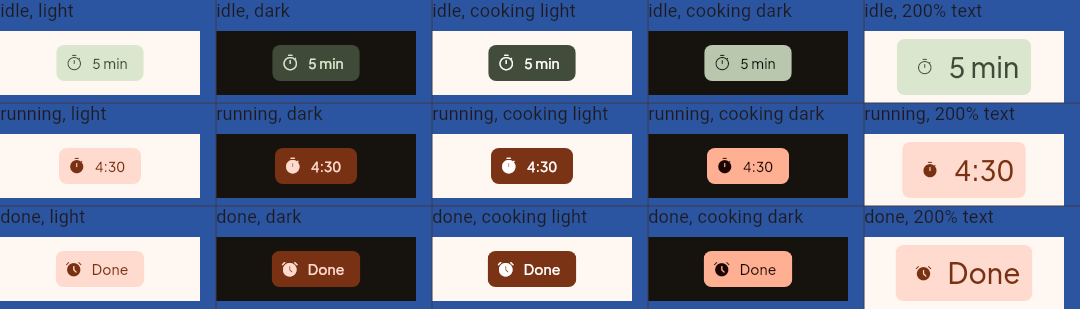 idle, light
idle, dark
idle, cooking light
idle, cooking dark
idle, 200% text
5 min
5 min
5 min
5 min
5 min
running, light
running, dark
running, cooking light
running, cooking dark
running, 200% text
4:30
4:30
4:30
4:30
4:30
done, light
done, dark
done, cooking light
done, cooking dark
done, 200% text
Done
Done
Done
Done
Done